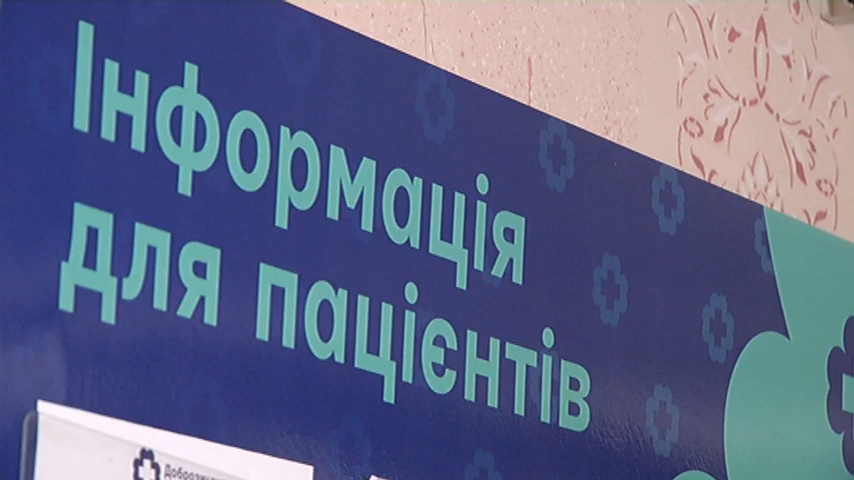 Інформація
для пацієнтів